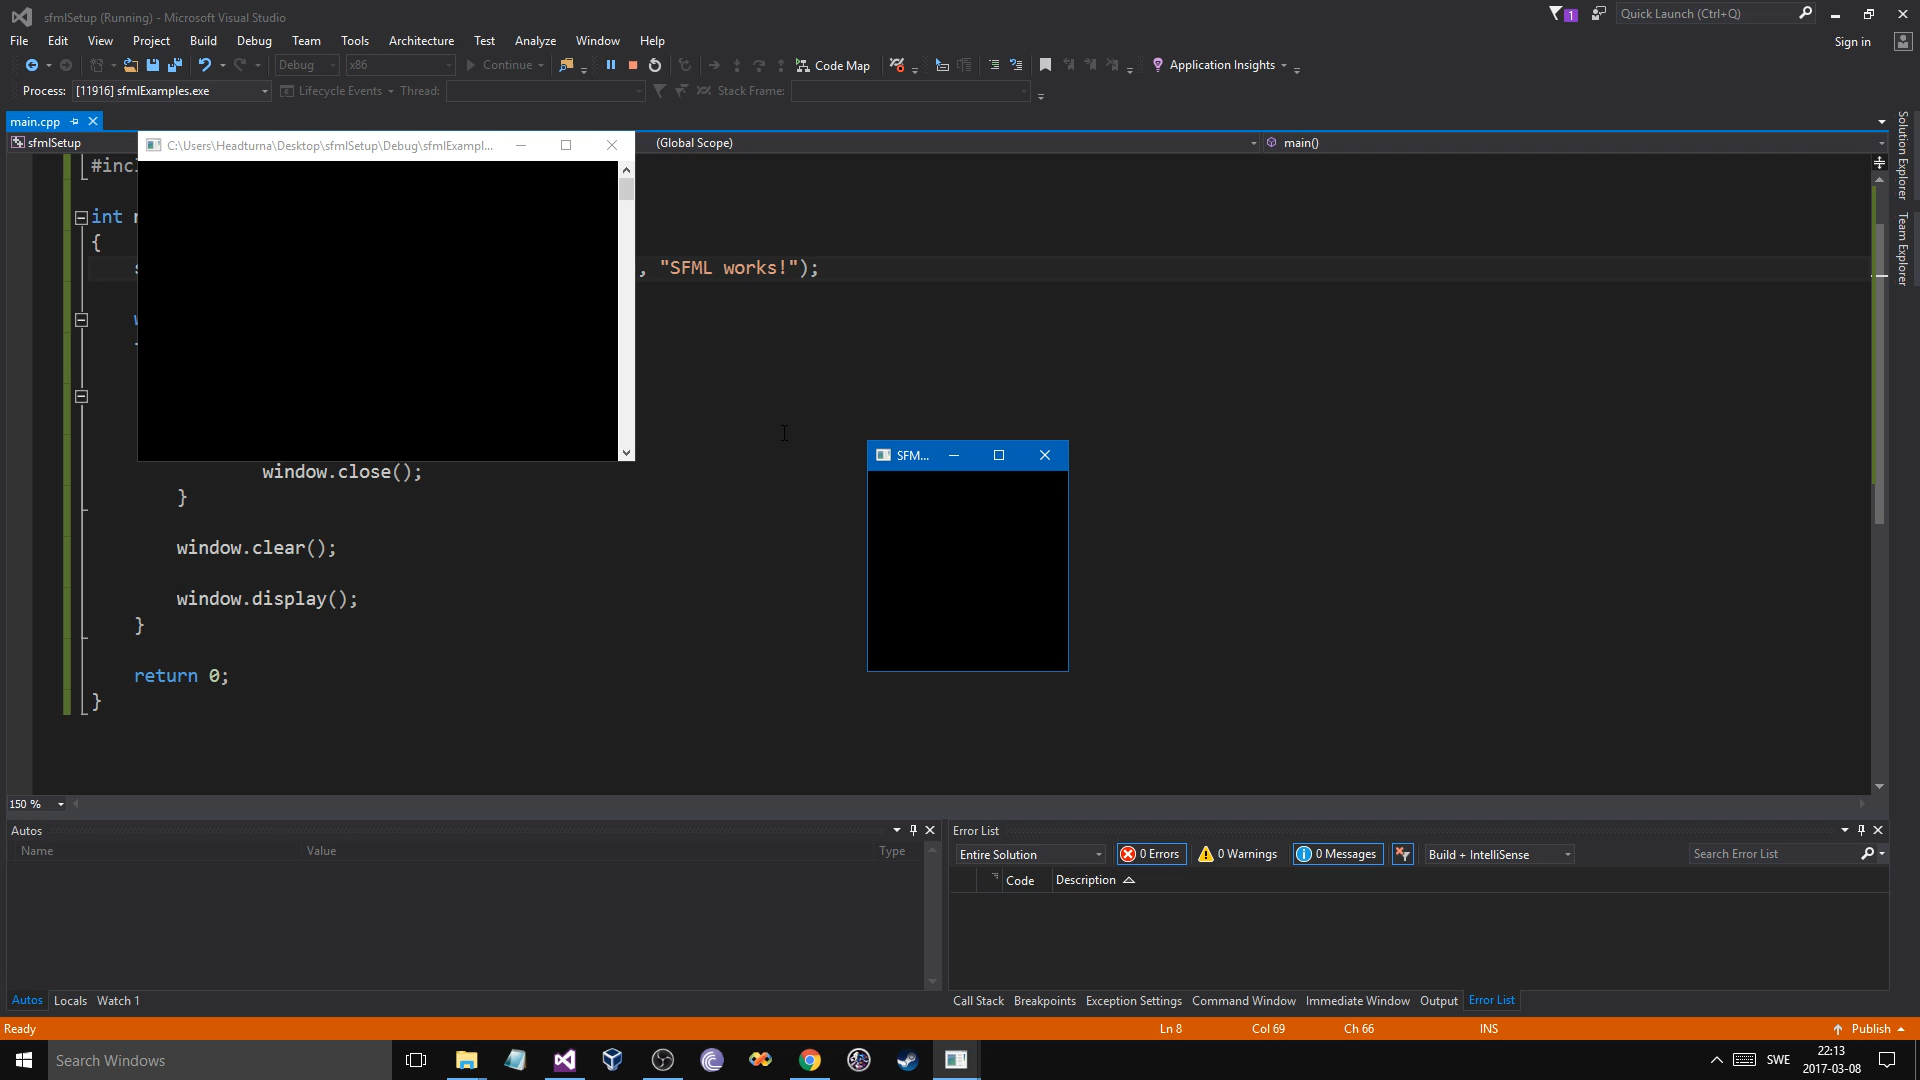 sfmlSetup (Running) - Microsoft Visual Studio
1
Quick Launch (Ctrl+Q)
File Edit View Project Build Debug Team Tools Architecture Test Analyze Window Help
Sign in
Debug x86 Continue Code Map Application Insights
Process: [11916] sfmlExamples.exe Lifecycle Events Thread: Stack Frame:
main.cpp
sfmlSetup
C:\Users\Headturna\Desktop\sfmlSetup\Debug\sfmlExampl...
(Global Scope)
main()
Solution Explorer
Team Explorer
#incl
int
{
, "SFML works!");
SFM...
window.close();
}
window.clear();
window.display();
}
return 0;
}
150 %
Autos
Name Value Type
Autos Locals Watch 1
Error List
Entire Solution 0 Errors 0 Warnings 0 Messages Build + IntelliSense Search Error List
Code Description
Call Stack Breakpoints Exception Settings Command Window Immediate Window Output Error List
Ready Ln 8 Col 69 Ch 66 INS Publish
Search Windows
SWE
22:13
2017-03-08